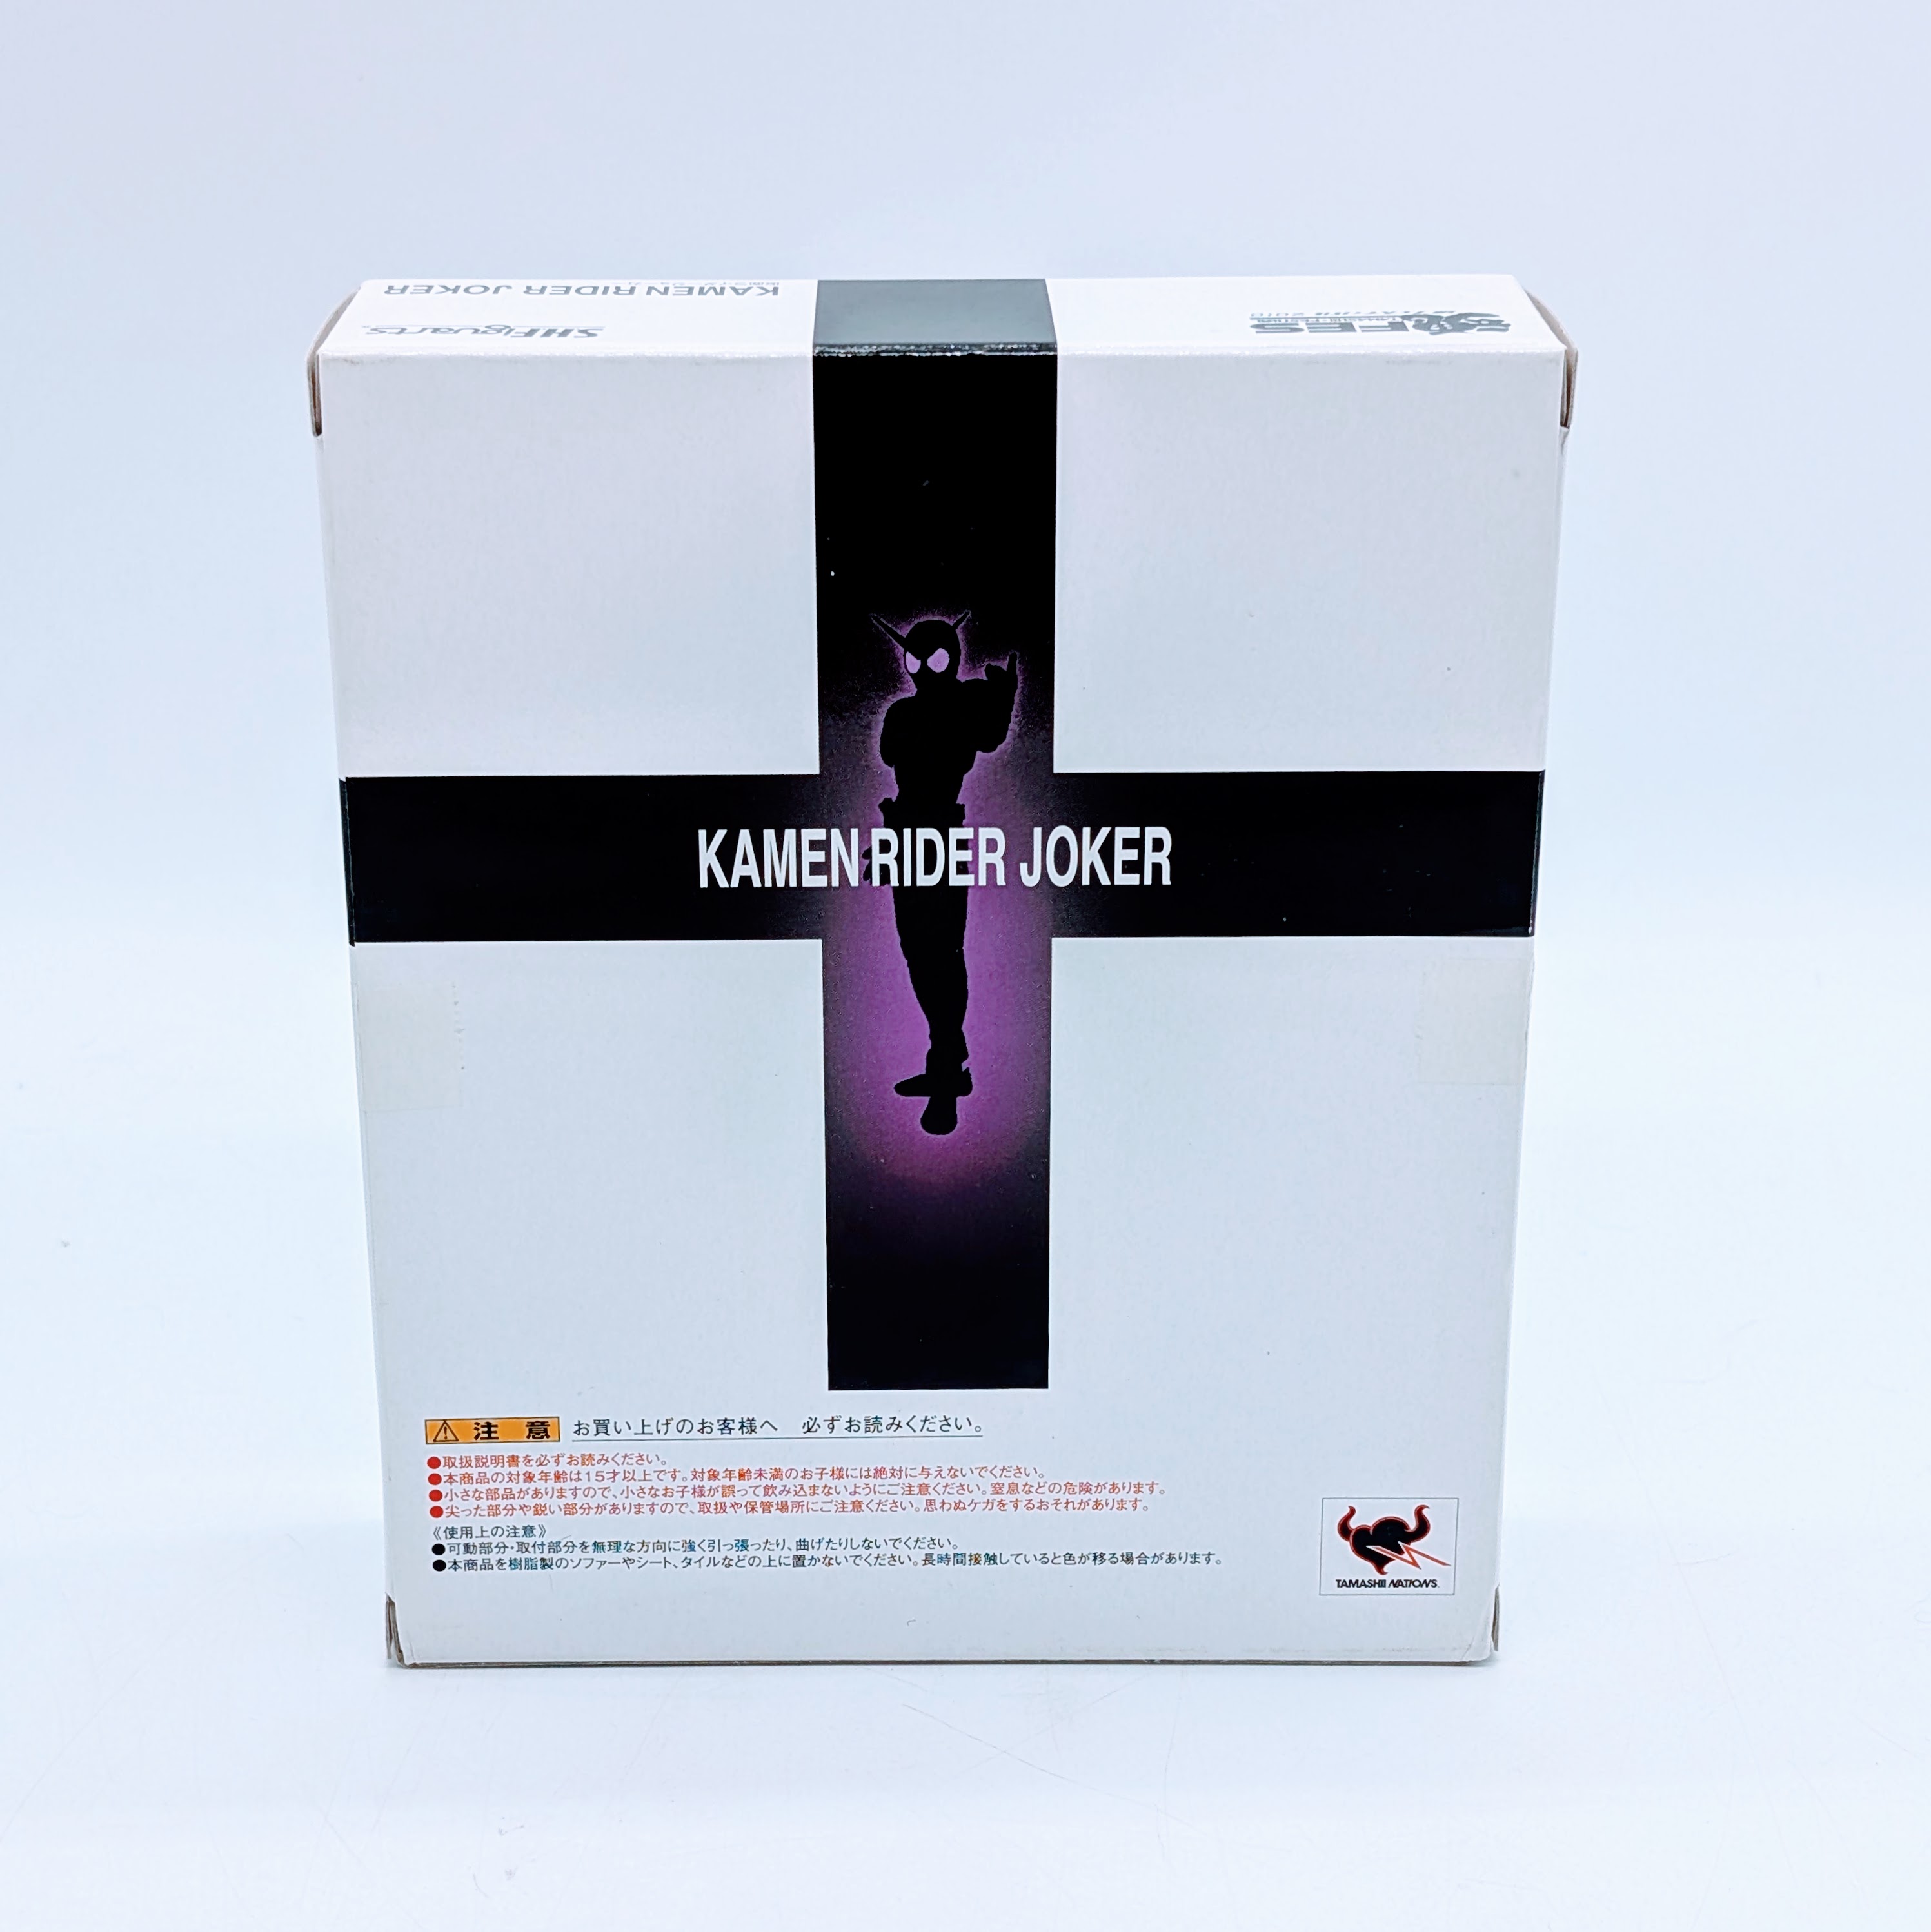 KAMEN RIDER JOKER
S.H.Figuarts
FES
KAMEN RIDER JOKER
注意 お買い上げのお客様へ 必ずお読みください。
●取扱説明書を必ずお読みください。
●本商品の対象年齢は15才以上です。対象年齢未満のお子様には絶対に与えないでください。
●小さな部品がありますので、小さなお子様が誤って飲み込まないようにご注意ください。窒息などの危険があります。
●尖った部分や鋭い部分がありますので、取扱や保管場所にご注意ください。思わぬケガをするおそれがあります。
《使用上の注意》
●可動部分・取付部分を無理な方向に強く引っ張ったり、曲げたりしないでください。
●本商品を樹脂製のソファーやシート、タイルなどの上に置かないでください。長時間接触していると色が移る場合があります。
TAMASHII NATIONS